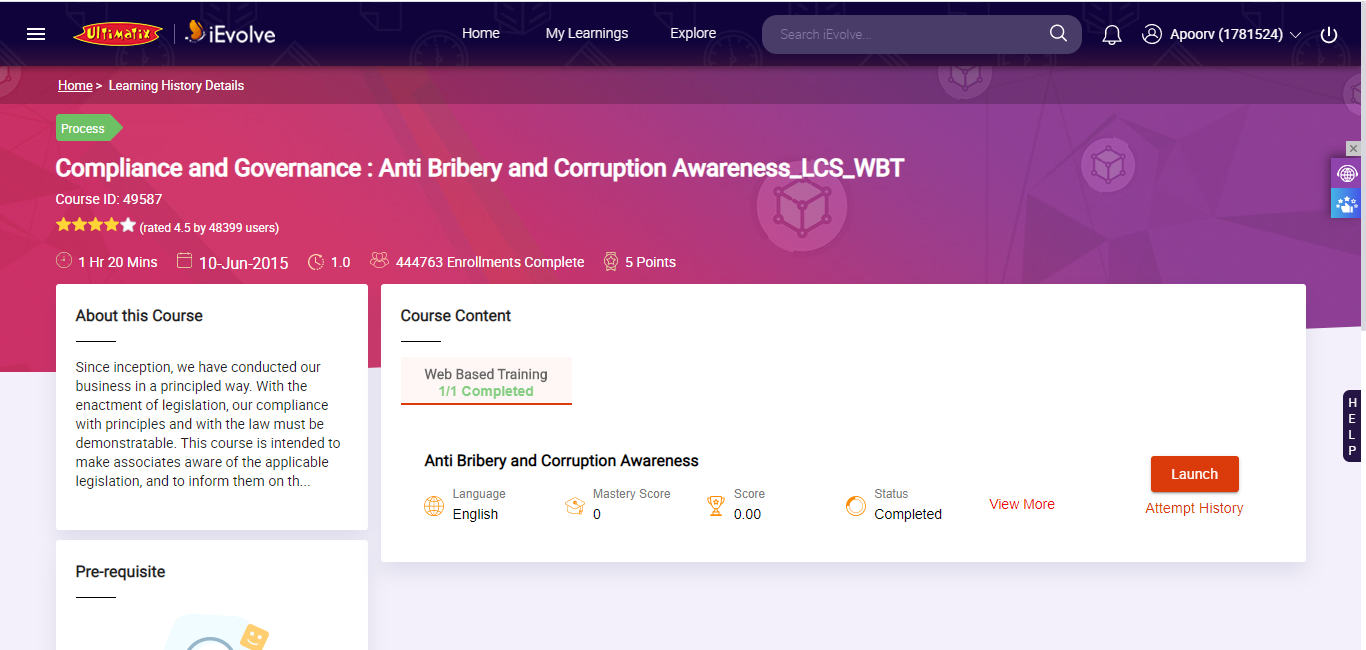 Ultimatix
iEvolve
Home
My Learnings
Explore
Search iEvolve...
Apoorv (1781524)
Home > Learning History Details
Process
Compliance and Governance : Anti Bribery and Corruption Awareness_LCS_WBT
Course ID: 49587
(rated 4.5 by 48399 users)
1 Hr 20 Mins
10-Jun-2015
1.0
444763 Enrollments Complete
5 Points
About this Course
Since inception, we have conducted our
business in a principled way. With the
enactment of legislation, our compliance
with principles and with the law must be
demonstratable. This course is intended to
make associates aware of the applicable
legislation, and to inform them on th...
Pre-requisite
Course Content
Web Based Training
1/1 Completed
Anti Bribery and Corruption Awareness
Language
English
Mastery Score
0
Score
0.00
Status
Completed
View More
Launch
Attempt History
HELP